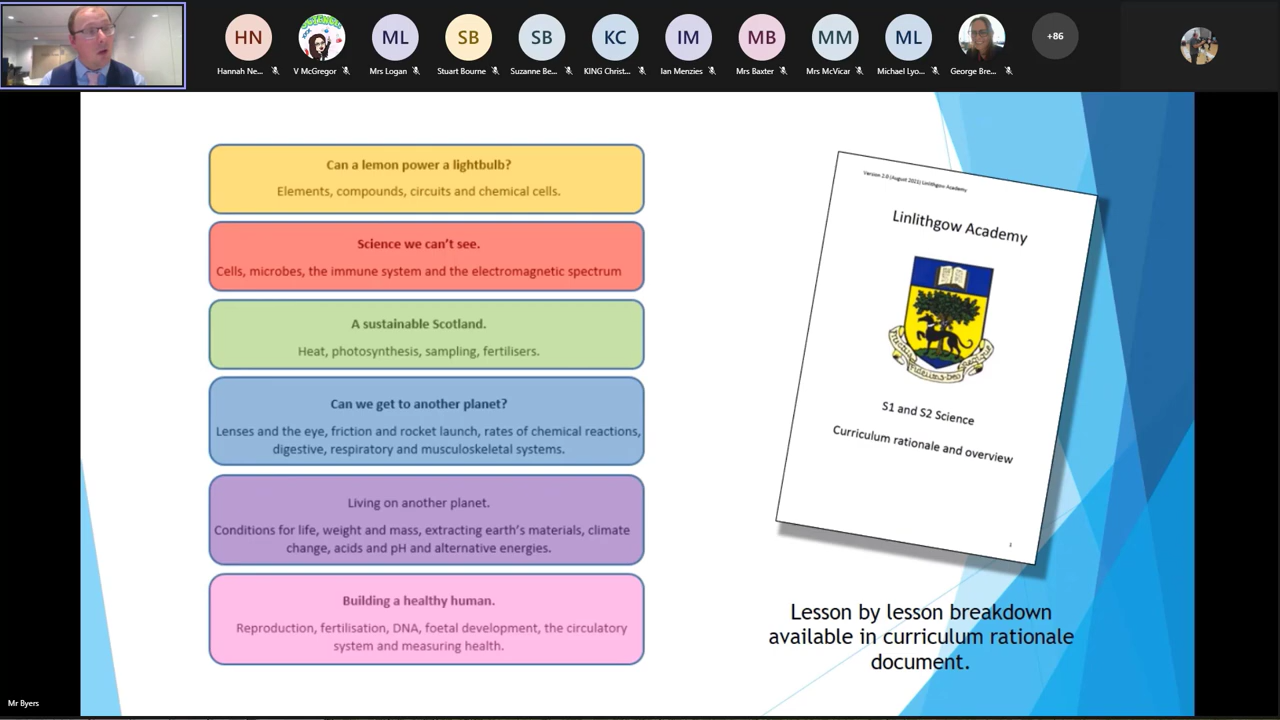 HN
ML
SB
SB
KC
IM
MB
MM
ML
+86
Hannah Ne...
V McGregor
Mrs Logan
Stuart Bourne
Suzanne Be...
KING Christ...
Ian Menzies
Mrs Baxter
Mrs McVicar
Michael Lyo...
George Bre...
Can a lemon power a lightbulb?
Elements, compounds, circuits and chemical cells.
Science we can't see.
Cells, microbes, the immune system and the electromagnetic spectrum
A sustainable Scotland.
Heat, photosynthesis, sampling, fertilisers.
Can we get to another planet?
Lenses and the eye, friction and rocket launch, rates of chemical reactions,
digestive, respiratory and musculoskeletal systems.
Living on another planet.
Conditions for life, weight and mass, extracting earth's materials, climate
change, acids and pH and alternative energies.
Building a healthy human.
Reproduction, fertilisation, DNA, foetal development, the circulatory
system and measuring health.
Version 2.0 (August 2021) Linlithgow Academy
Linlithgow Academy
S1 and S2 Science
Curriculum rationale and overview
Lesson by lesson breakdown
available in curriculum rationale
document.
Mr Byers